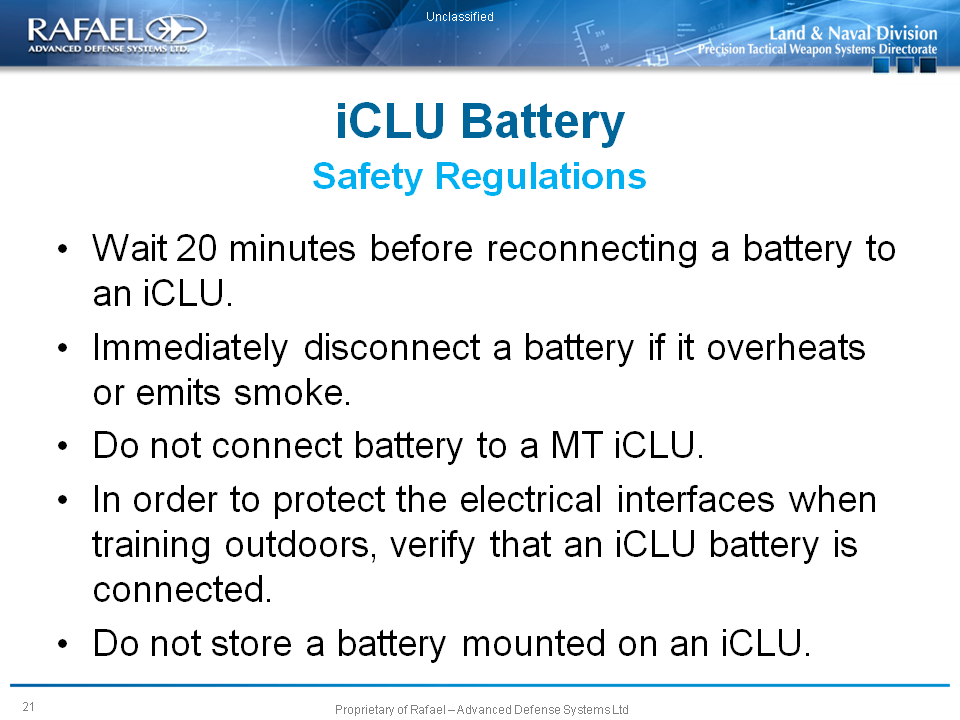 Unclassified
RAFAEL
ADVANCED DEFENSE SYSTEMS LTD.
Land & Naval Division
Precision Tactical Weapon Systems Directorate
iCLU Battery
Safety Regulations
• Wait 20 minutes before reconnecting a battery to
an iCLU.
• Immediately disconnect a battery if it overheats
or emits smoke.
• Do not connect battery to a MT iCLU.
• In order to protect the electrical interfaces when
training outdoors, verify that an iCLU battery is
connected.
• Do not store a battery mounted on an iCLU.
21
Proprietary of Rafael – Advanced Defense Systems Ltd